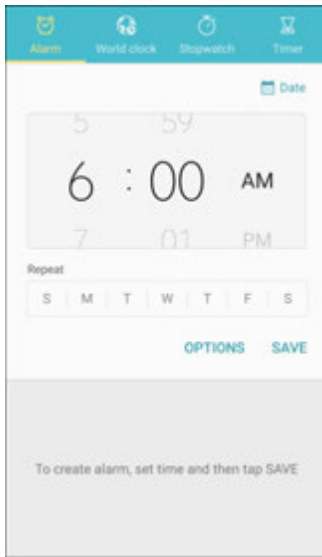 Alarm World clock Stopwatch Timer
Date
5 59
6 : 00 AM
7 01 PM
Repeat
S M T W T F S
OPTIONS SAVE
To create alarm, set time and then tap SAVE